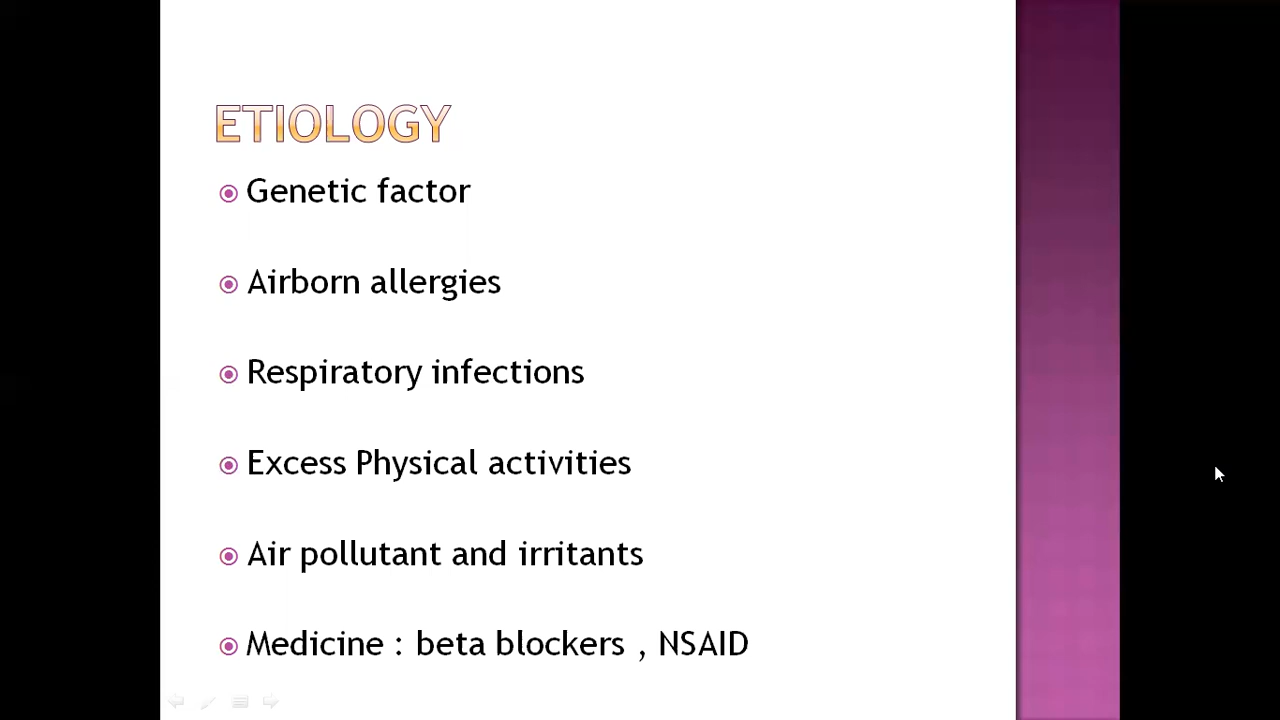 ETIOLOGY
Genetic factor
Airborn allergies
Respiratory infections
Excess Physical activities
Air pollutant and irritants
Medicine : beta blockers , NSAID